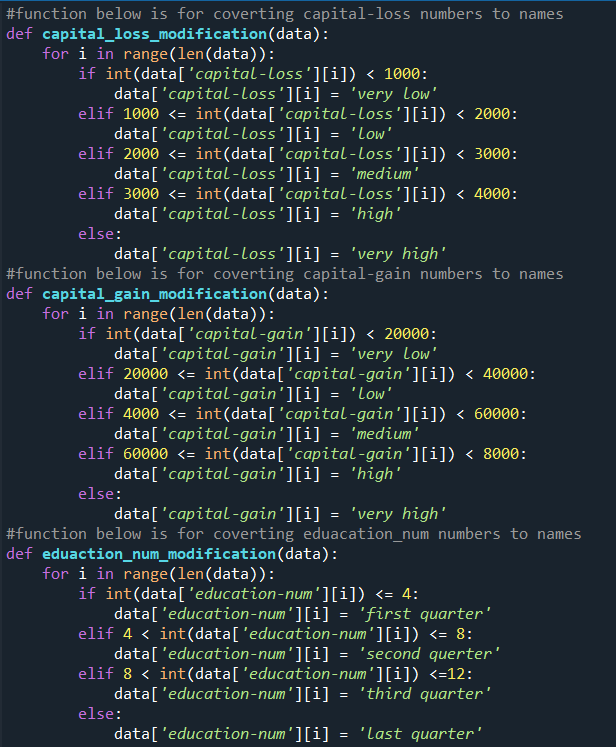 #function below is for coverting capital-loss numbers to names
def capital_loss_modification(data):
    for i in range(len(data)):
        if int(data['capital-loss'][i]) < 1000:
            data['capital-loss'][i] = 'very low'
        elif 1000 <= int(data['capital-loss'][i]) < 2000:
            data['capital-loss'][i] = 'low'
        elif 2000 <= int(data['capital-loss'][i]) < 3000:
            data['capital-loss'][i] = 'medium'
        elif 3000 <= int(data['capital-loss'][i]) < 4000:
            data['capital-loss'][i] = 'high'
        else:
            data['capital-loss'][i] = 'very high'
#function below is for coverting capital-gain numbers to names
def capital_gain_modification(data):
    for i in range(len(data)):
        if int(data['capital-gain'][i]) < 20000:
            data['capital-gain'][i] = 'very low'
        elif 20000 <= int(data['capital-gain'][i]) < 40000:
            data['capital-gain'][i] = 'low'
        elif 4000 <= int(data['capital-gain'][i]) < 60000:
            data['capital-gain'][i] = 'medium'
        elif 60000 <= int(data['capital-gain'][i]) < 8000:
            data['capital-gain'][i] = 'high'
        else:
            data['capital-gain'][i] = 'very high'
#function below is for coverting eduacation_num numbers to names
def eduaction_num_modification(data):
    for i in range(len(data)):
        if int(data['education-num'][i]) <= 4:
            data['education-num'][i] = 'first quarter'
        elif 4 < int(data['education-num'][i]) <= 8:
            data['education-num'][i] = 'second querter'
        elif 8 < int(data['education-num'][i]) <=12:
            data['education-num'][i] = 'third quarter'
        else:
            data['education-num'][i] = 'last quarter'